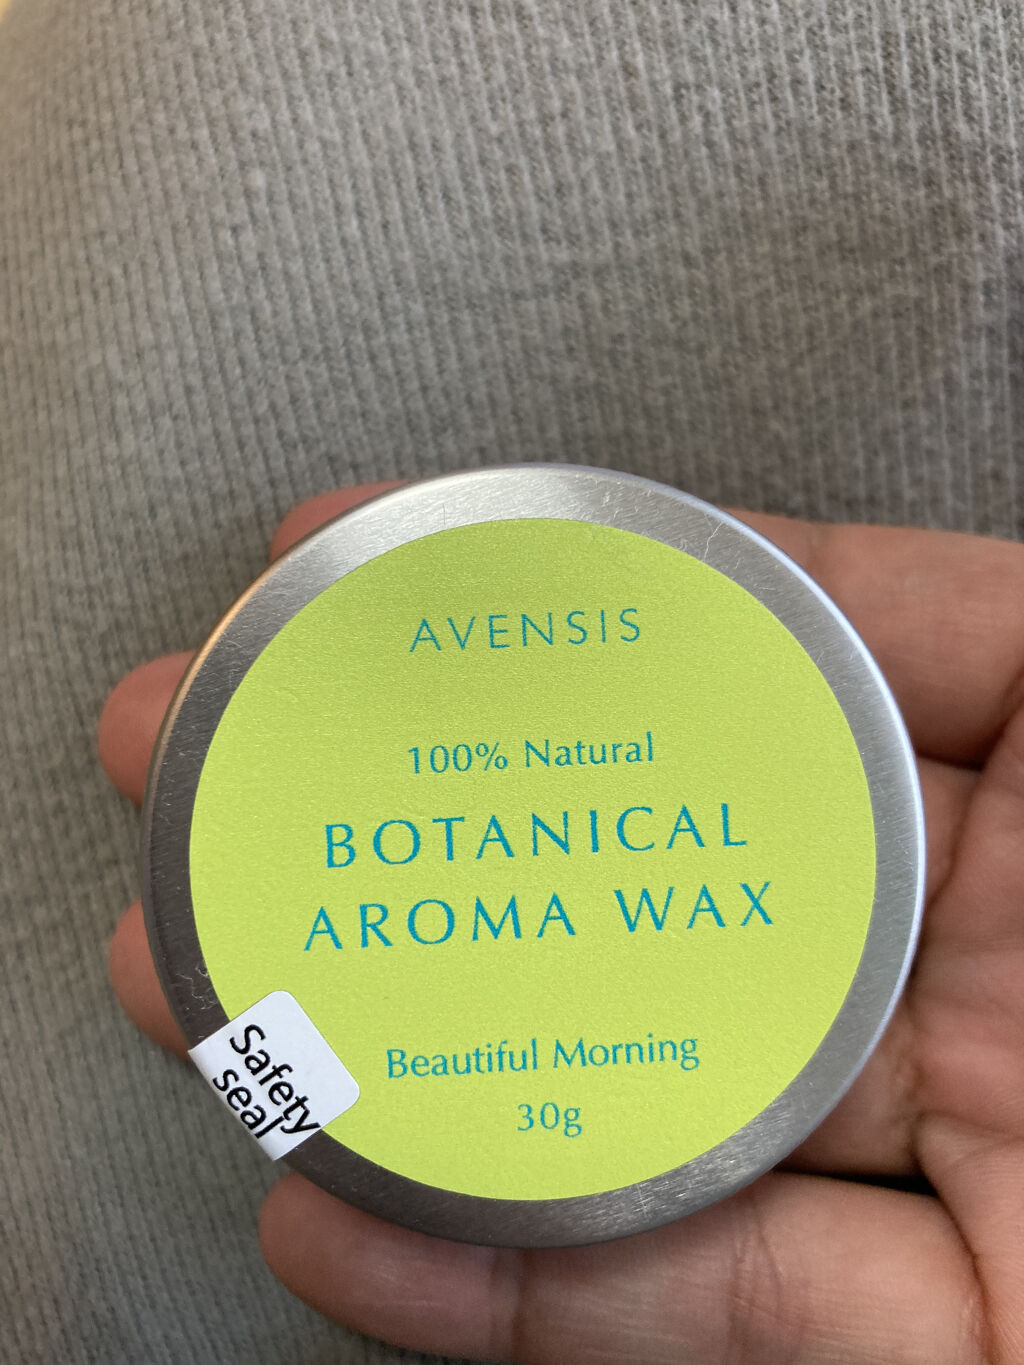 AVENSIS
100% Natural
BOTANICAL
AROMA WAX
Beautiful Morning
30g
Safety
seal